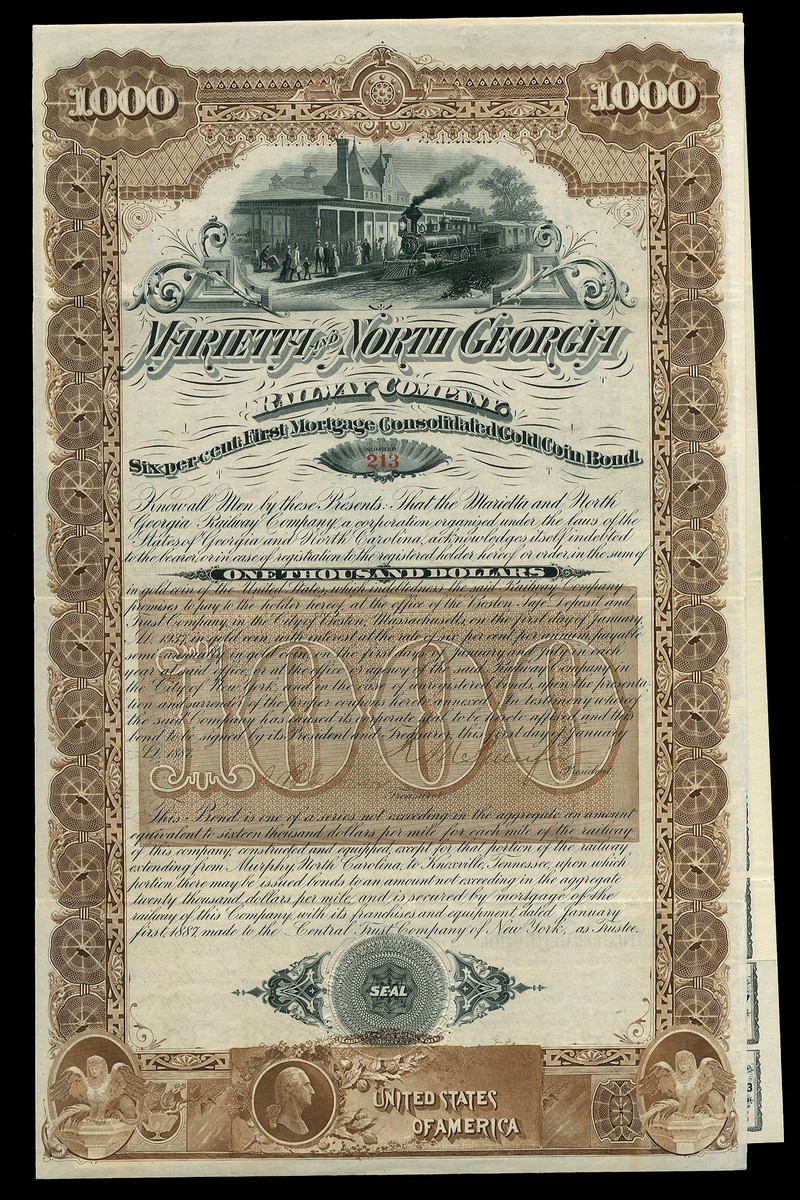 1000 1000
MARIETTA AND NORTH GEORGIA
RAILWAY COMPANY.
Six per cent First Mortgage Consolidated Gold Coin Bond.
NUMBER
213
Know all Men by these Presents: That the Marietta and North
Georgia Railway Company, a corporation organized under the laws of the
States of Georgia and North Carolina, acknowledges itself indebted
to the bearer, or in case of registration to the registered holder hereof or order, in the sum of
ONE THOUSAND DOLLARS
in gold coin of the United States, which indebtedness the said Railway Company
promises to pay to the holder hereof, at the office of the Boston Safe Deposit and
Trust Company, in the City of Boston, Massachusetts, on the first day of January,
A.D. 1937, in gold coin, with interest at the rate of six per cent per annum, payable
semi-annually in gold coin on the first days of January and July in each
year at said office, or at the office or agency of the said Railway Company in
the City of New York, and in the case of unregistered bonds, upon the presenta-
tion and surrender of the proper coupons hereto annexed. In testimony whereof
the said Company has caused its corporate seal to be hereto affixed, and this
bond to be signed by its President and Treasurer, this first day of January
A.D. 1887.
President.
Treasurer.
1000
This Bond is one of a series not exceeding in the aggregate an amount
equivalent to sixteen thousand dollars per mile for each mile of the railway
of this company, constructed and equipped, except for that portion of the railway
extending from Murphy, North Carolina, to Knoxville, Tennessee, upon which
portion there may be issued bonds to an amount not exceeding in the aggregate
twenty thousand dollars per mile, and is secured by mortgage of the
railway of this Company, with its franchises and equipment, dated January
first, 1887, made to the Central Trust Company of New York, as Trustee.
SEAL
UNITED STATES
OF AMERICA